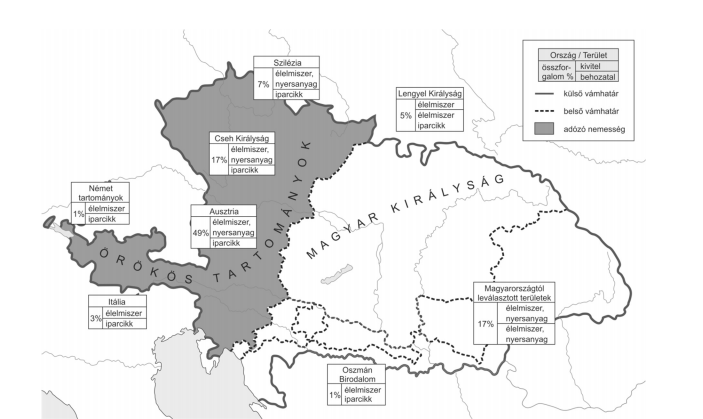 Szilézia
7%
élelmiszer,
nyersanyag
iparcikk
Ország / Terület
összfor-
galom %
kivitel
behozatal
külső vámhatár
belső vámhatár
adózó nemesség
Lengyel Királyság
5%
élelmiszer
élelmiszer
iparcikk
Cseh Királyság
17%
élelmiszer,
nyersanyag
iparcikk
Német
tartományok
1%
élelmiszer
iparcikk
Ausztria
49%
élelmiszer,
nyersanyag
iparcikk
MAGYAR KIRÁLYSÁG
ÖRÖKÖS TARTOMÁNYOK
Itália
3%
élelmiszer
iparcikk
Magyarországtól
leválasztott területek
17%
élelmiszer,
nyersanyag
élelmiszer,
nyersanyag
Oszmán
Birodalom
1%
élelmiszer
iparcikk